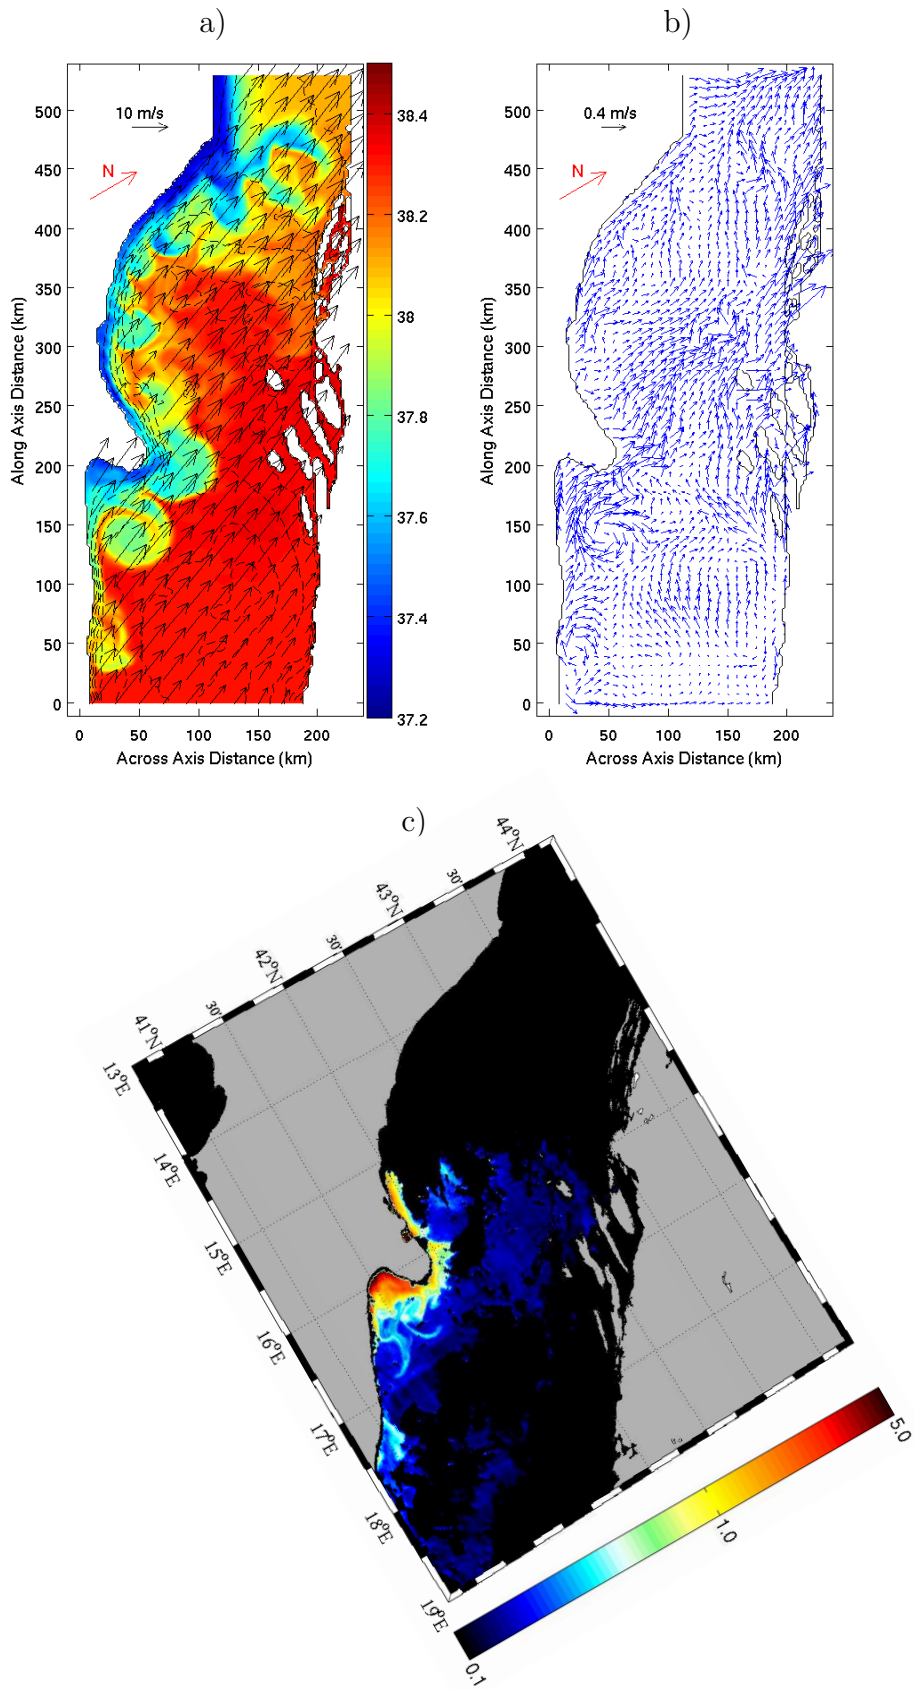 a)
10 m/s
N
500
450
400
350
300
250
200
150
100
50
0
Along Axis Distance (km)
0 50 100 150 200
Across Axis Distance (km)
38.4
38.2
38
37.8
37.6
37.4
37.2
b)
0.4 m/s
N
500
450
400
350
300
250
200
150
100
50
0
Along Axis Distance (km)
0 50 100 150 200
Across Axis Distance (km)
c)
44°N
30'
43°N
30'
42°N
30'
41°N
13°E
14°E
15°E
16°E
17°E
18°E
19°E
0.1
1.0
5.0